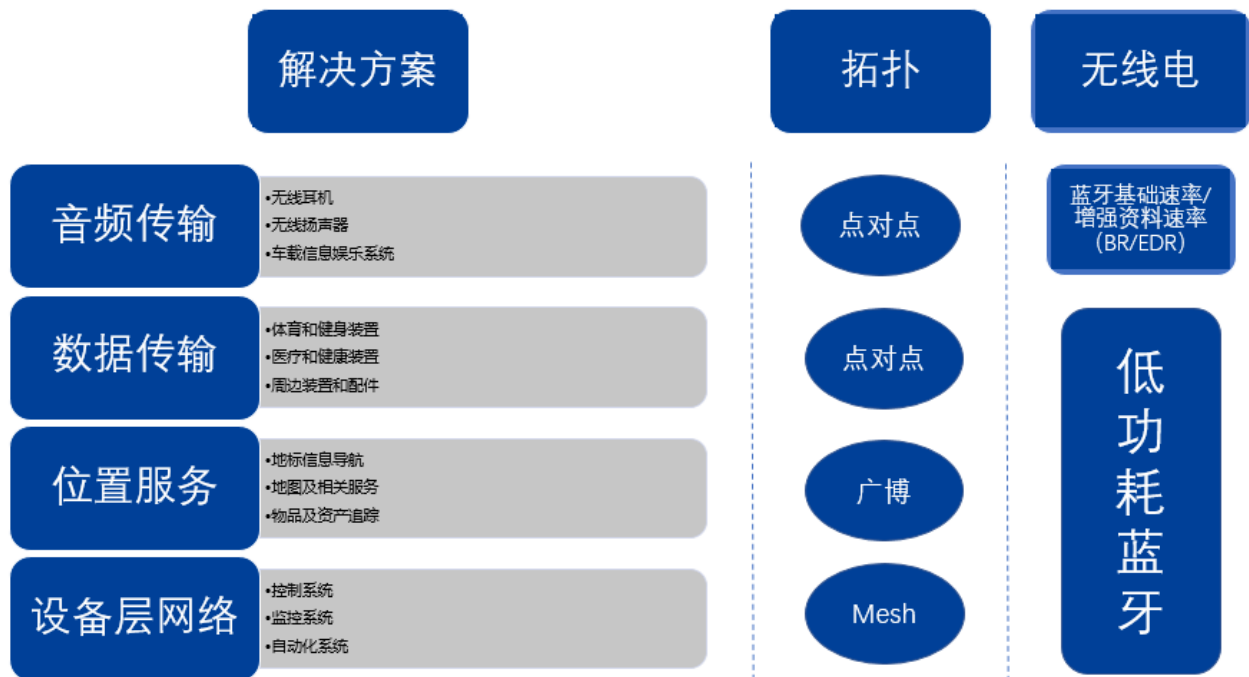 解决方案
拓扑
无线电
音频传输
•无线耳机
•无线扬声器
•车载信息娱乐系统
点对点
蓝牙基础速率/
增强资料速率
（BR/EDR）
数据传输
•体育和健身装置
•医疗和健康装置
•周边装置和配件
点对点
低
功
耗
蓝
牙
位置服务
•地标信息导航
•地图及相关服务
•物品及资产追踪
广博
设备层网络
•控制系统
•监控系统
•自动化系统
Mesh